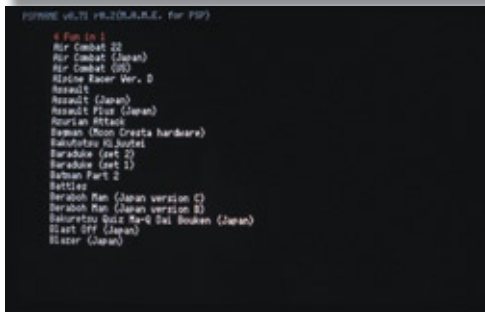 PSPMAME v0.71 r0.2(M.A.M.E. for PSP)
4 Fun in 1
Air Combat 22
Air Combat (Japan)
Air Combat (US)
Alpine Racer Ver. D
Assault
Assault (Japan)
Assault Plus (Japan)
Azurian Attack
Bagman (Moon Cresta hardware)
Bakutotsu Kijuutei
Baraduke (set 2)
Baraduke (set 1)
Batman Part 2
Battles
Beraboh Man (Japan version C)
Beraboh Man (Japan version B)
Bakuretsu Quiz Ma-Q Dai Bouken (Japan)
Blast Off (Japan)
Blazer (Japan)